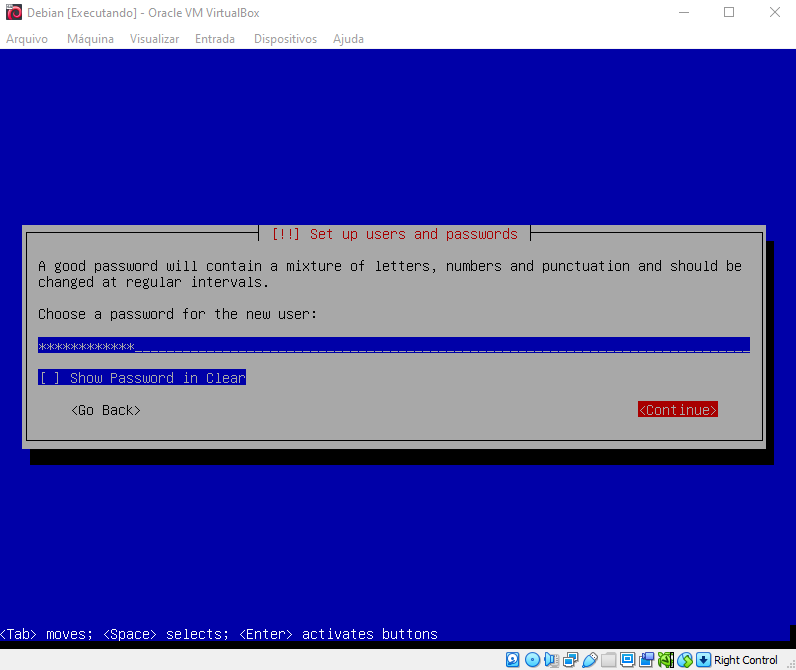 Debian [Executando] - Oracle VM VirtualBox
Arquivo Máquina Visualizar Entrada Dispositivos Ajuda
[!!] Set up users and passwords
A good password will contain a mixture of letters, numbers and punctuation and should be
changed at regular intervals.
Choose a password for the new user:
************
[ ] Show Password in Clear
<Go Back> <Continue>
<Tab> moves; <Space> selects; <Enter> activates buttons
Right Control